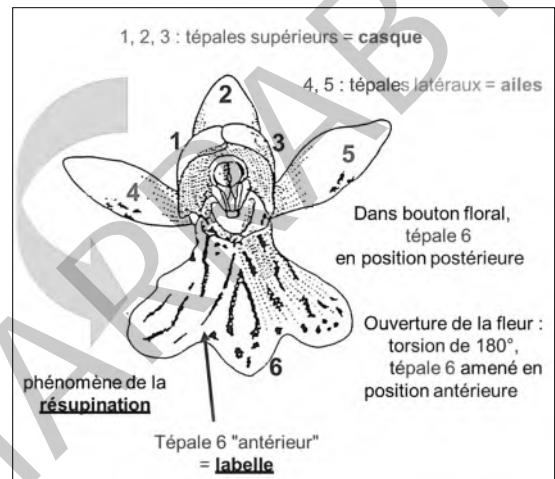 1, 2, 3 : tépales supérieurs = casque
4, 5 : tépales latéraux = ailes
2
1
3
5
4
Dans bouton floral,
tépale 6
en position postérieure
Ouverture de la fleur :
torsion de 180°,
tépale 6 amené en
position antérieure
6
phénomène de la
résupination
Tépale 6 "antérieur"
= labelle